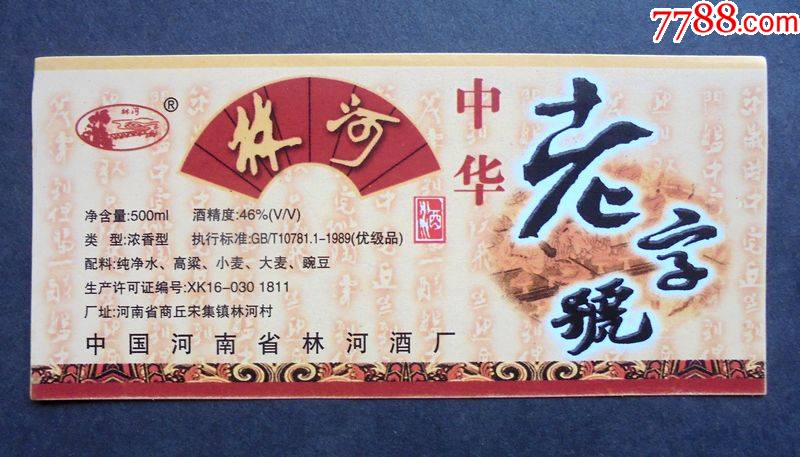 7788.com
林河
®
林河
中华
老字號
酒
净含量:500ml 酒精度:46%(V/V)
类 型:浓香型 执行标准:GB/T10781.1-1989(优级品)
配料:纯净水、高粱、小麦、大麦、豌豆
生产许可证编号:XK16-030 1811
厂址:河南省商丘宋集镇林河村
中国河南省林河酒厂